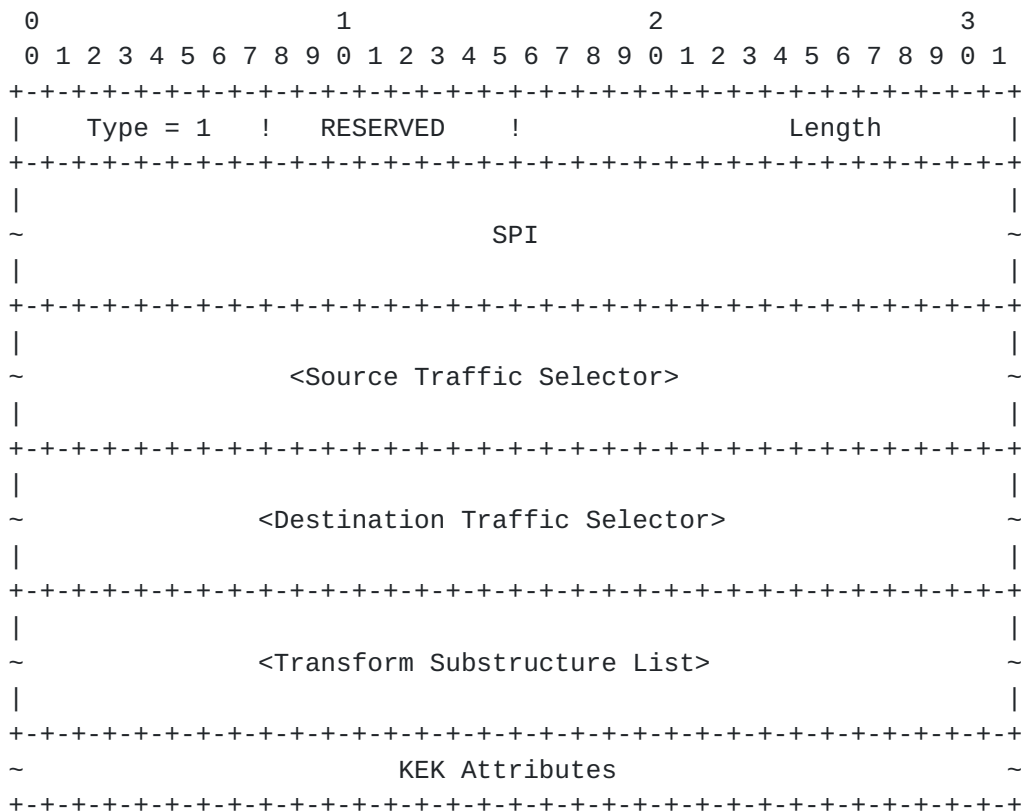 0                   1                   2                   3
 0 1 2 3 4 5 6 7 8 9 0 1 2 3 4 5 6 7 8 9 0 1 2 3 4 5 6 7 8 9 0 1
+-+-+-+-+-+-+-+-+-+-+-+-+-+-+-+-+-+-+-+-+-+-+-+-+-+-+-+-+-+-+-+-+
|    Type = 1   !   RESERVED    !                 Length        |
+-+-+-+-+-+-+-+-+-+-+-+-+-+-+-+-+-+-+-+-+-+-+-+-+-+-+-+-+-+-+-+-+
|                                                               |
~                              SPI                              ~
|                                                               |
+-+-+-+-+-+-+-+-+-+-+-+-+-+-+-+-+-+-+-+-+-+-+-+-+-+-+-+-+-+-+-+-+
|                                                               |
~                 <Source Traffic Selector>                     ~
|                                                               |
+-+-+-+-+-+-+-+-+-+-+-+-+-+-+-+-+-+-+-+-+-+-+-+-+-+-+-+-+-+-+-+-+
|                                                               |
~               <Destination Traffic Selector>                  ~
|                                                               |
+-+-+-+-+-+-+-+-+-+-+-+-+-+-+-+-+-+-+-+-+-+-+-+-+-+-+-+-+-+-+-+-+
|                                                               |
~               <Transform Substructure List>                   ~
|                                                               |
+-+-+-+-+-+-+-+-+-+-+-+-+-+-+-+-+-+-+-+-+-+-+-+-+-+-+-+-+-+-+-+-+
~                        KEK Attributes                         ~
+-+-+-+-+-+-+-+-+-+-+-+-+-+-+-+-+-+-+-+-+-+-+-+-+-+-+-+-+-+-+-+-+